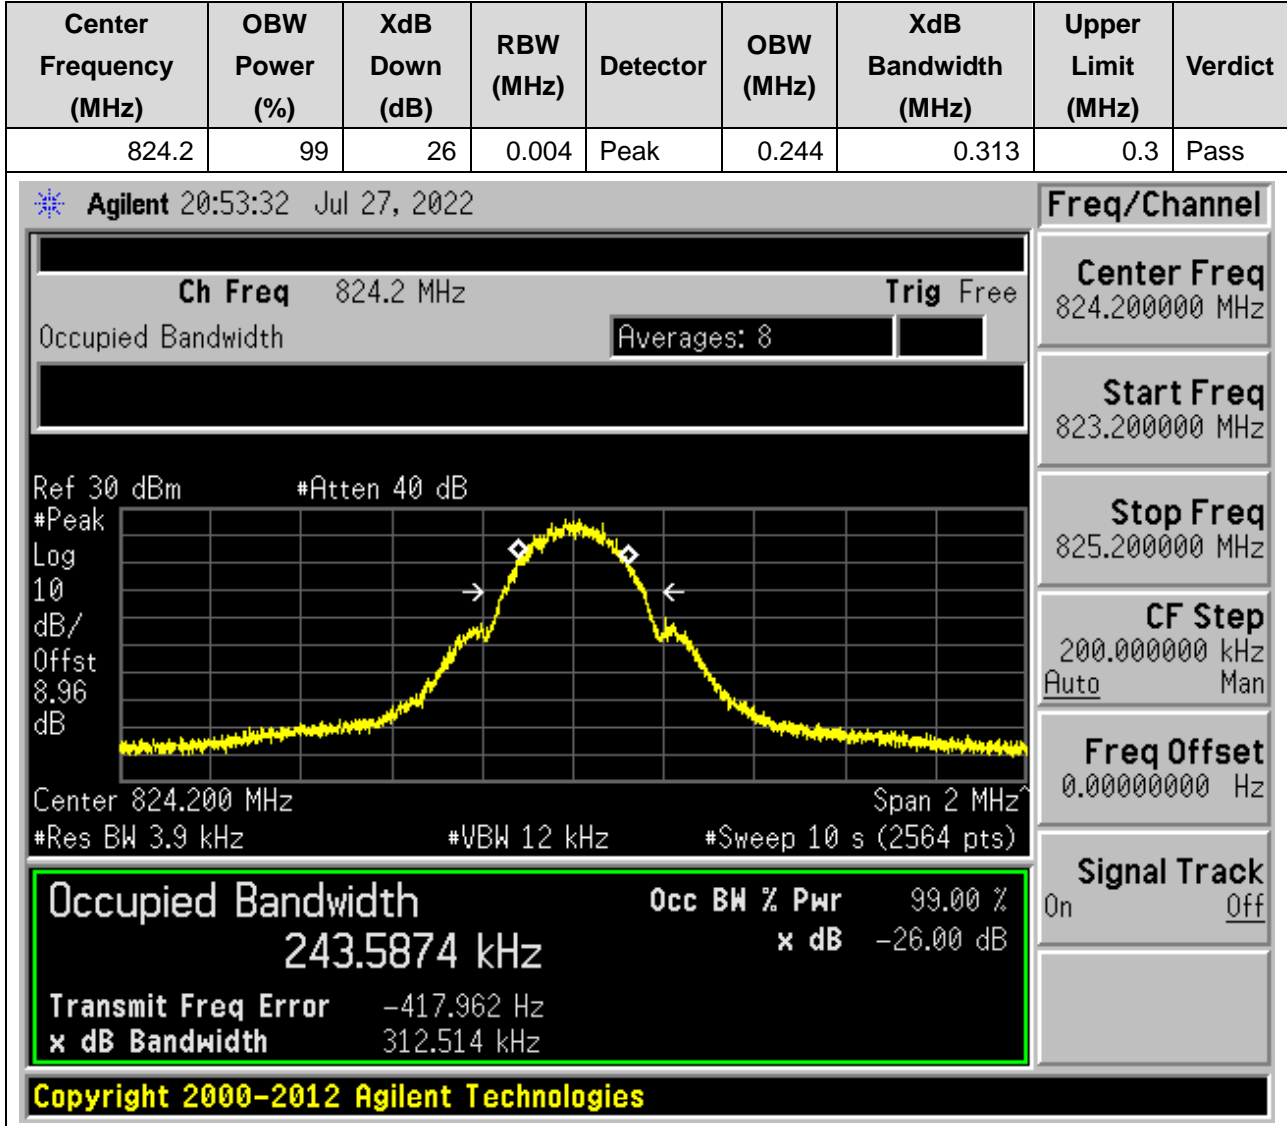 Center Frequency (MHz) OBW Power (%) XdB Down (dB) RBW (MHz) Detector OBW (MHz) XdB Bandwidth (MHz) Upper Limit (MHz) Verdict
824.2 99 26 0.004 Peak 0.244 0.313 0.3 Pass
Agilent 20:53:32 Jul 27, 2022
Freq/Channel
Ch Freq 824.2 MHz Trig Free
Occupied Bandwidth Averages: 8
Ref 30 dBm #Atten 40 dB
#Peak
Log
10
dB/
Offst
8.96
dB
Center 824.200 MHz Span 2 MHz^
#Res BW 3.9 kHz #VBW 12 kHz #Sweep 10 s (2564 pts)
Occupied Bandwidth
243.5874 kHz
Occ BW % Pwr 99.00 %
x dB -26.00 dB
Transmit Freq Error -417.962 Hz
x dB Bandwidth 312.514 kHz
Center Freq
824.200000 MHz
Start Freq
823.200000 MHz
Stop Freq
825.200000 MHz
CF Step
200.000000 kHz
Auto Man
Freq Offset
0.00000000 Hz
Signal Track
On Off
Copyright 2000-2012 Agilent Technologies